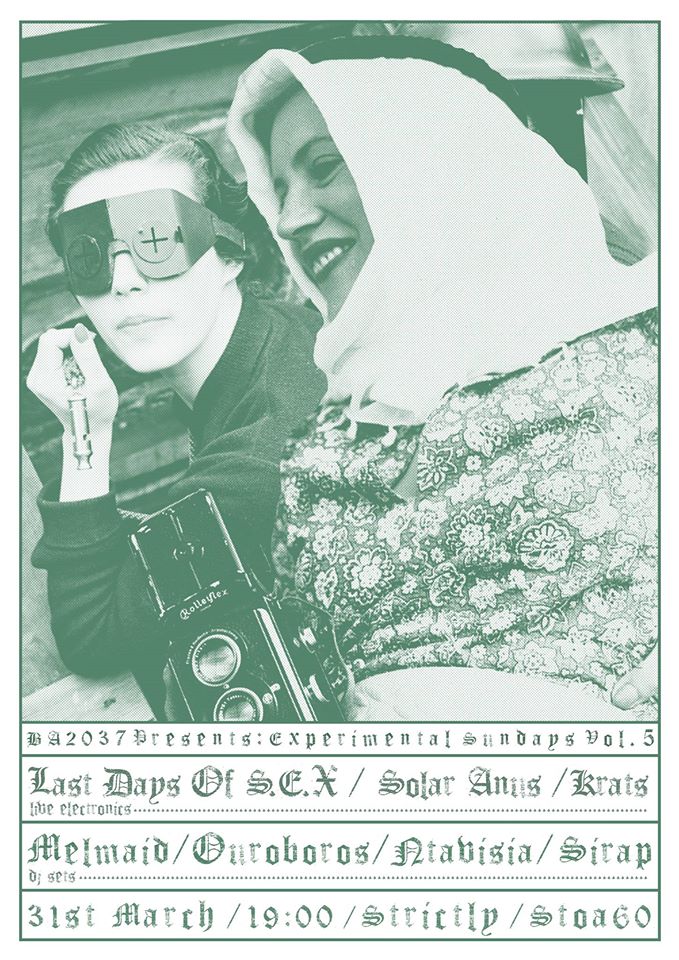 Rolleiflex
BA2037 Presents: Experimental Sundays Vol. 5
Last Days Of S.E.X / Solar Anus / Krats
live electronics
Melmaid/Ouroboros/Ntavisia/Sirap
dj sets
31st March /19:00 /Strictly /Stoa60